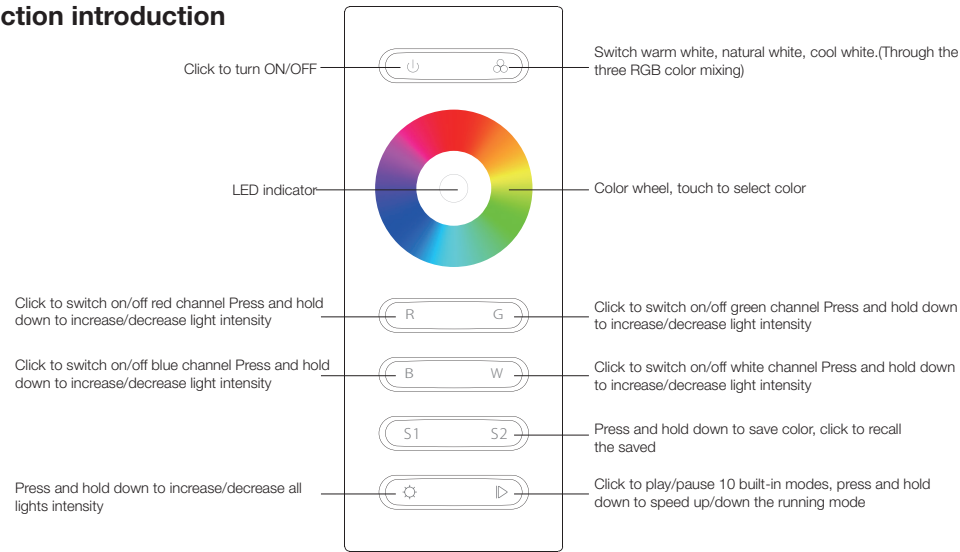 ction introduction
Click to turn ON/OFF
Switch warm white, natural white, cool white.(Through the
three RGB color mixing)
LED indicator
Color wheel, touch to select color
Click to switch on/off red channel Press and hold
down to increase/decrease light intensity
R
G
Click to switch on/off green channel Press and hold down
to increase/decrease light intensity
Click to switch on/off blue channel Press and hold
down to increase/decrease light intensity
B
W
Click to switch on/off white channel Press and hold down
to increase/decrease light intensity
S1
S2
Press and hold down to save color, click to recall
the saved
Press and hold down to increase/decrease all
lights intensity
Click to play/pause 10 built-in modes, press and hold
down to speed up/down the running mode